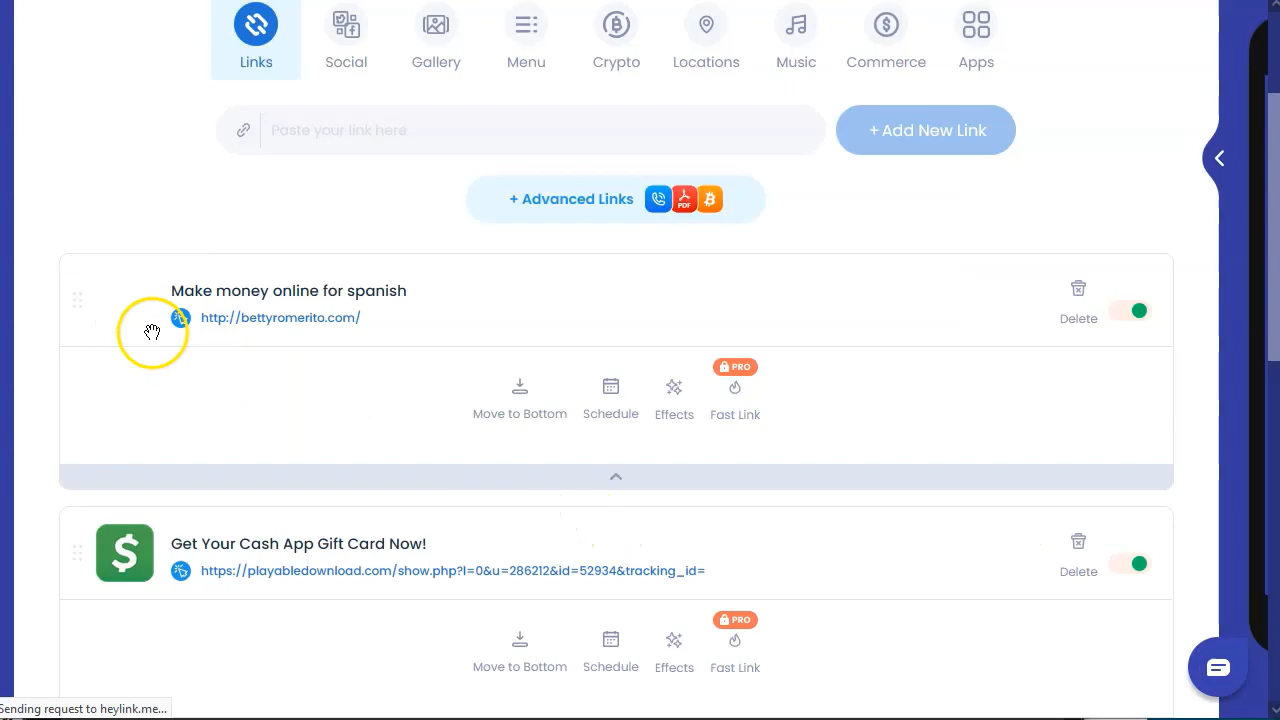 Links Social Gallery Menu Crypto Locations Music Commerce Apps
Paste your link here
+ Add New Link
+ Advanced Links
PDF
Make money online for spanish
http://bettyromerito.com/
Delete
PRO
Move to Bottom Schedule Effects Fast Link
Get Your Cash App Gift Card Now!
https://playabledownload.com/show.php?l=0&u=286212&id=52934&tracking_id=
Delete
PRO
Move to Bottom Schedule Effects Fast Link
Sending request to heylink.me...